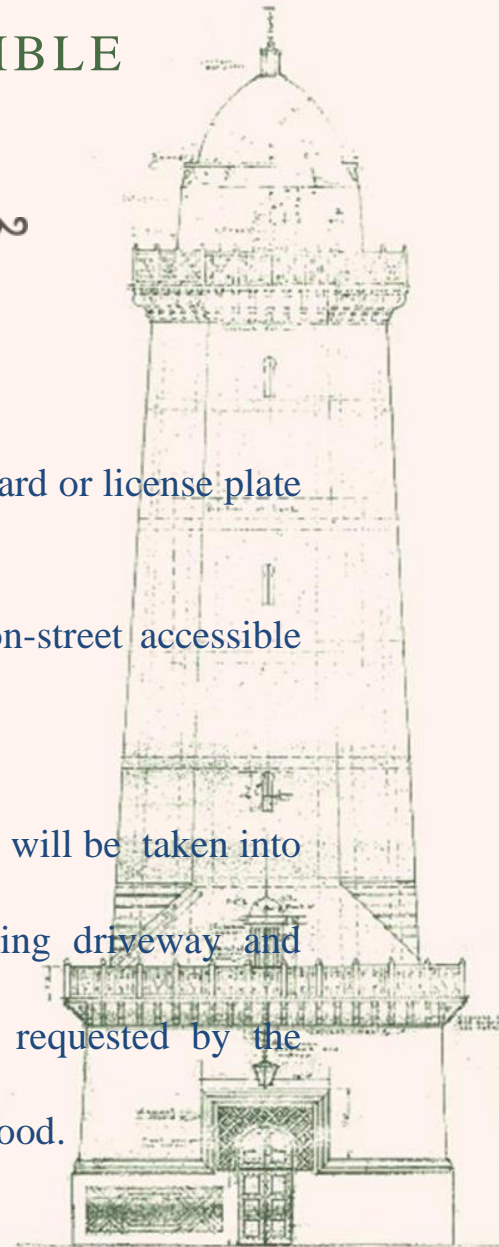 IBLE
ard or license plate
on-street accessible
will be taken into
ing driveway and
requested by the
ood.